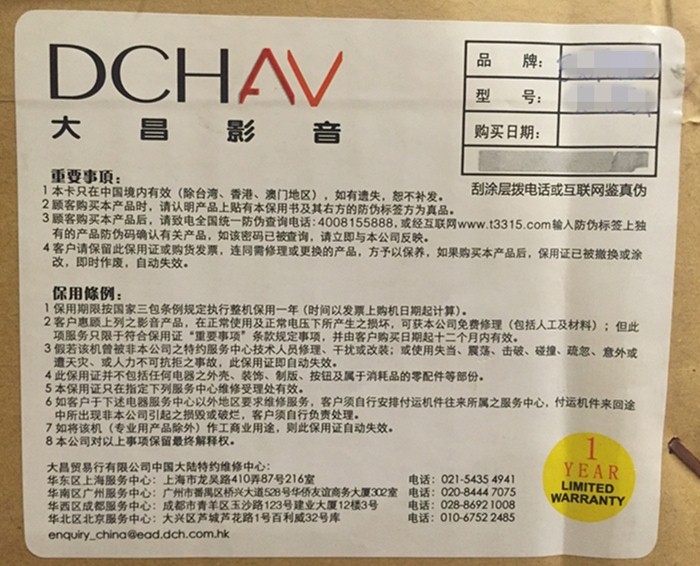 DCHAV
大昌影音
品 牌：
型 号：
购买日期：
刮涂层拨电话或互联网鉴真伪
重要事项：
1 本卡只在中国境内有效（除台湾、香港、澳门地区），如有遗失，恕不补发。
2 顾客购买本产品时，请认明产品上贴有本保用书及其右方的防伪标签方为真品。
3 顾客购买本产品后，请致电全国统一防伪查询电话：4008155888，或经互联网www.t3315.com输入防伪标签上独
有的产品防伪码确认有关产品，如该密码已被查询，请立即与本公司反映。
4 客户请保留此保用证或购货发票，连同需修理或更换的产品，方予以保养，如果购买本产品后，保用证已被撤换或涂
改，即时作废，自动失效。
保用條例：
1 保用期限按国家三包条例规定执行整机保用一年（时间以发票上购机日期起计算）。
2 客户惠顾上列之影音产品，在正常使用及正常电压下所产生之损坏，可获本公司免费修理（包括人工及材料）；但此
项服务只限于符合保用证“重要事项”条款规定事项，并由客户购买日期起十二个月内有效。
3 假若该机曾被非本公司之特约服务中心技术人员修理、干扰或改装；或使用失当、震荡、击破、碰撞、疏忽、意外或
遭天灾、或人力不可抗拒之事故，此保用证即自动失效。
4 此保用证并不包括任何电器之外壳、装饰、制版、按钮及属于消耗品的零配件等部份。
5 本保用证只在指定下列服务中心维修受理处有效。
6 如客户于下述电器服务中心以外地区要求维修服务，客户须自行安排付运机件往来所属之服务中心，付运机件来回途
中所出现非本公司引起之损毁或破烂，客户须自行负责处理。
7 如将该机（专业用产品除外）作工商业用途，则此保用证自动失效。
8 本公司对以上事项保留最终解释权。
1
YEAR
LIMITED
WARRANTY
大昌贸易行有限公司中国大陆特约维修中心：
华东区上海服务中心：上海市龙吴路410弄87号216室 电话：021-5435 4941
华南区广州服务中心：广州市番禺区桥兴大道528号华侨友谊商务大厦302室 电话：020-8444 7075
华西区成都服务中心：成都市青羊区玉沙路123号建业大厦12楼3号 电话：028-8692 1008
华北区北京服务中心：大兴区芦城芦花路1号百利威32号库 电话：010-6752 2485
enquiry_china@ead.dch.com.hk